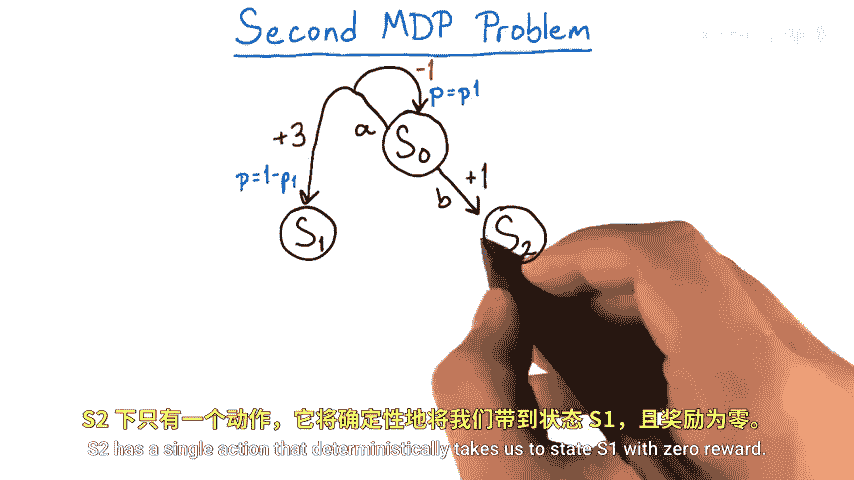 Second MDP Problem
-1
p=p1
a
S0
+3
+1
p=1-p1
b
S1
S2
S2 下只有一个动作，它将确定性地将我们带到状态 S1，且奖励为零。
S2 has a single action that deterministically takes us to state S1 with zero reward.